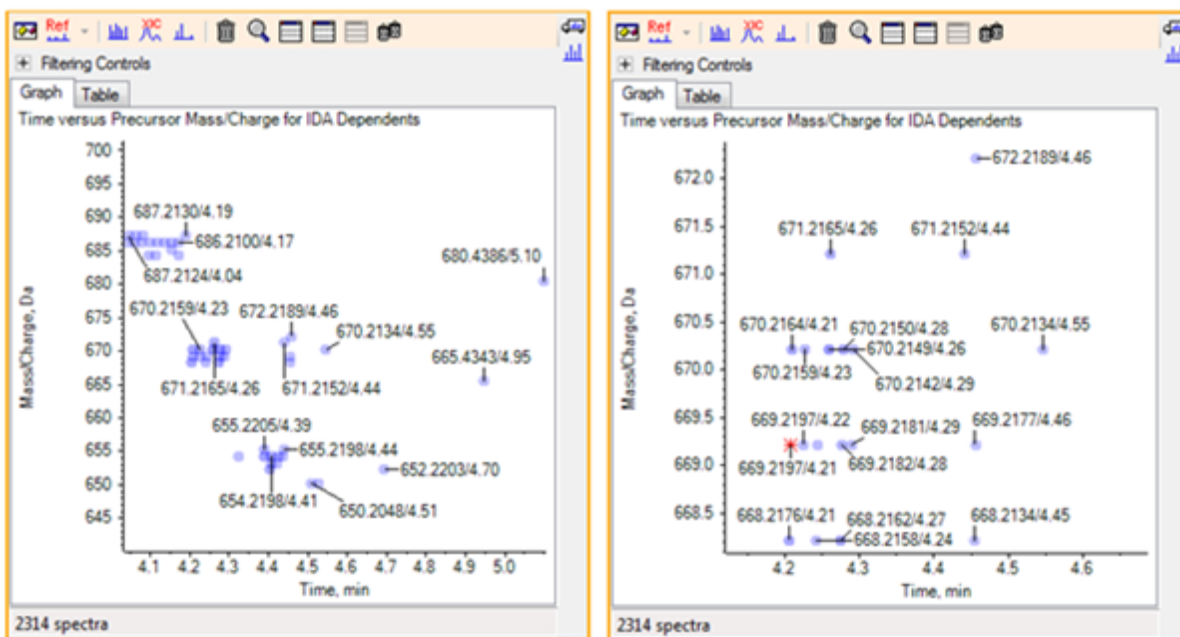 Ref
XIC
Filtering Controls
Graph
Table
Time versus Precursor Mass/Charge for IDA Dependents
Mass/Charge, Da
700
695
690
685
680
675
670
665
660
655
650
645
687.2130/4.19
686.2100/4.17
687.2124/4.04
680.4386/5.10
670.2159/4.23
672.2189/4.46
670.2134/4.55
665.4343/4.95
671.2165/4.26
671.2152/4.44
655.2205/4.39
655.2198/4.44
652.2203/4.70
654.2198/4.41
650.2048/4.51
4.1 4.2 4.3 4.4 4.5 4.6 4.7 4.8 4.9 5.0
Time, min
2314 spectra
Ref
XIC
Filtering Controls
Graph
Table
Time versus Precursor Mass/Charge for IDA Dependents
Mass/Charge, Da
672.0
671.5
671.0
670.5
670.0
669.5
669.0
668.5
672.2189/4.46
671.2165/4.26
671.2152/4.44
670.2164/4.21
670.2150/4.28
670.2134/4.55
670.2149/4.26
670.2159/4.23
670.2142/4.29
669.2197/4.22
669.2181/4.29
669.2177/4.46
669.2197/4.21
669.2182/4.28
668.2176/4.21
668.2162/4.27
668.2134/4.45
668.2158/4.24
4.2 4.3 4.4 4.5 4.6
Time, min
2314 spectra